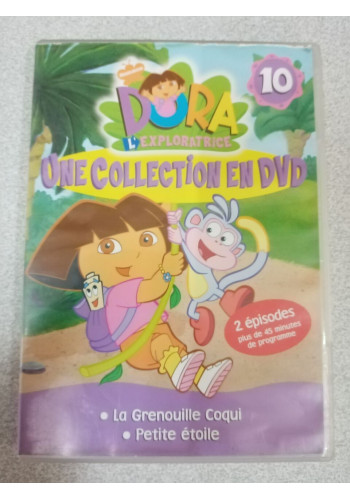 DORA
10
L'EXPLORATRICE
UNE COLLECTION EN DVD
2 épisodes
plus de 45 minutes
de programme
• La Grenouille Coqui
• Petite étoile